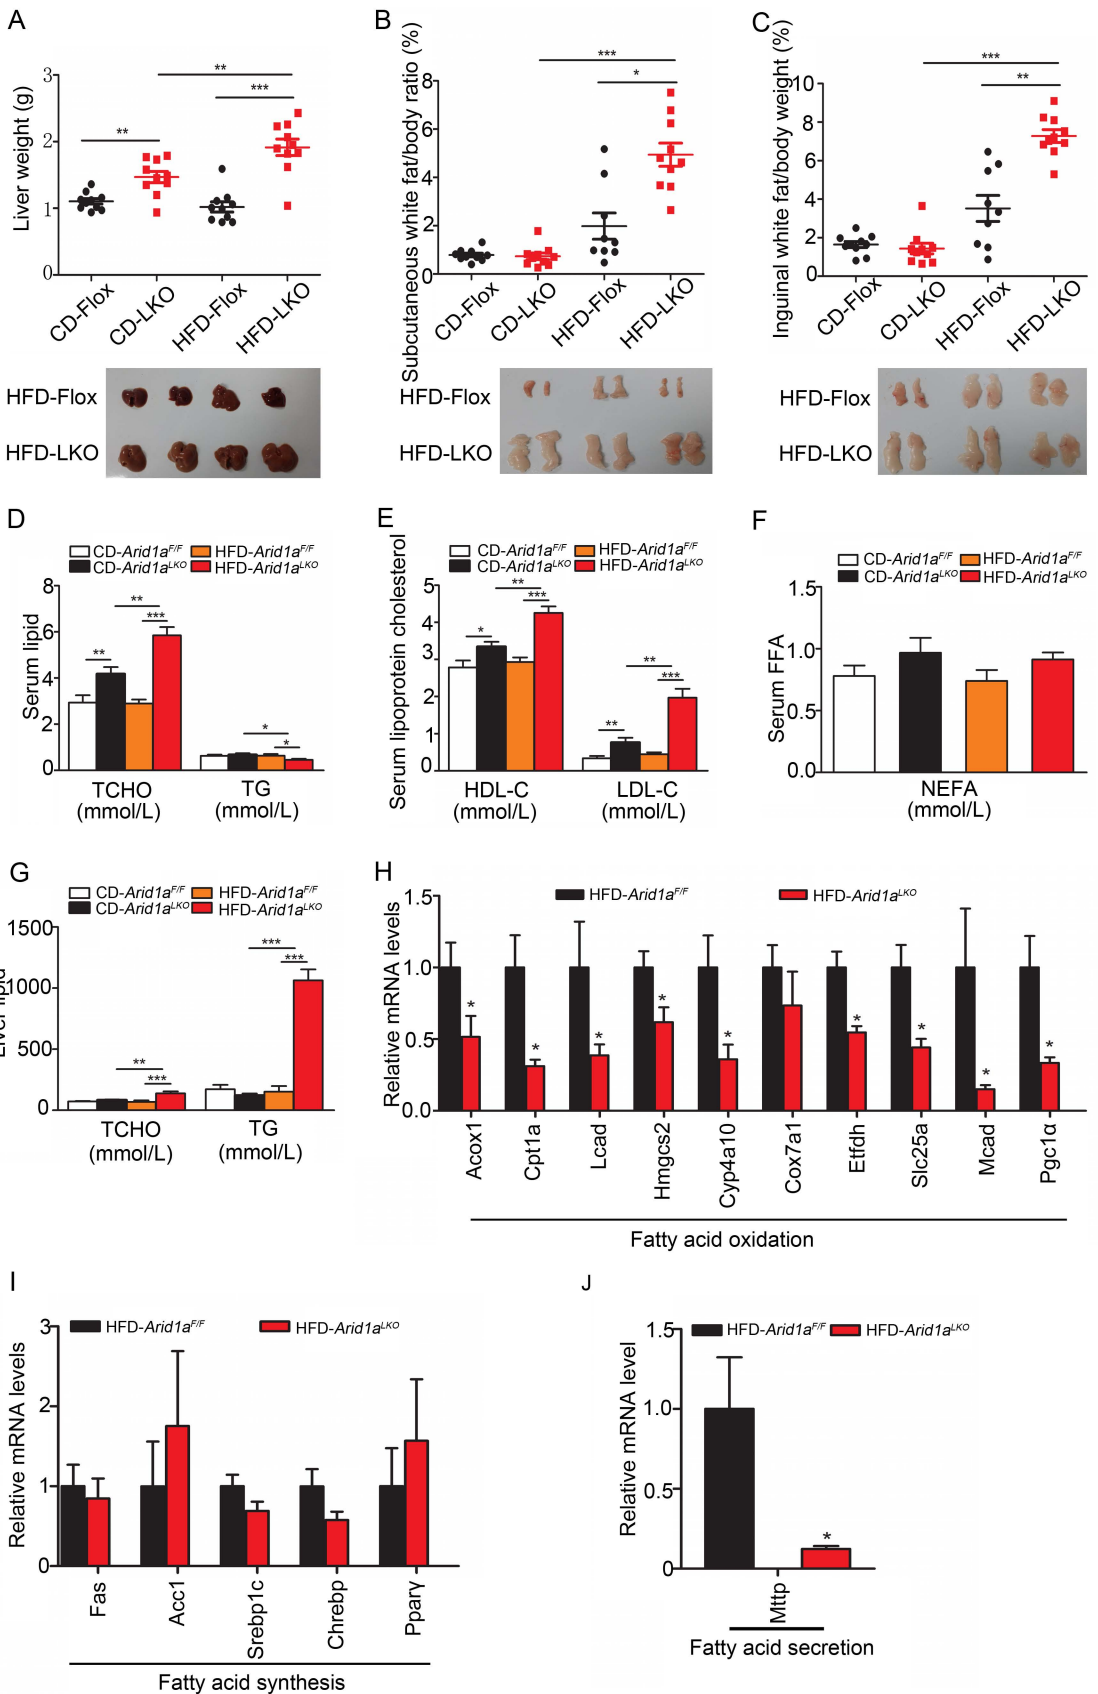 A
Liver weight (g)
3
2
1
0
**
**
***
CD-Flox
CD-LKO
HFD-Flox
HFD-LKO
HFD-Flox
HFD-LKO
B
Subcutaneous white fat/body ratio (%)
8
6
4
2
0
***
*
CD-Flox
CD-LKO
HFD-Flox
HFD-LKO
HFD-Flox
HFD-LKO
C
Inguinal white fat/body weight (%)
10
8
6
4
2
0
***
**
CD-Flox
CD-LKO
HFD-Flox
HFD-LKO
HFD-Flox
HFD-LKO
D
CD-Arid1aF/F
HFD-Arid1aF/F
CD-Arid1aLKO
HFD-Arid1aLKO
Serum lipid
8
6
4
2
0
**
**
***
*
*
TCHO
(mmol/L)
TG
(mmol/L)
E
CD-Arid1aF/F
HFD-Arid1aF/F
CD-Arid1aLKO
HFD-Arid1aLKO
Serum lipoprotein cholesterol
5
4
3
2
1
0
*
**
***
**
**
***
HDL-C
(mmol/L)
LDL-C
(mmol/L)
F
CD-Arid1aF/F
HFD-Arid1aF/F
CD-Arid1aLKO
HFD-Arid1aLKO
Serum FFA
1.5
1.0
0.5
0.0
NEFA
(mmol/L)
G
CD-Arid1aF/F
HFD-Arid1aF/F
CD-Arid1aLKO
HFD-Arid1aLKO
Liver lipid
1500
1000
500
0
**
***
***
***
TCHO
(mmol/L)
TG
(mmol/L)
H
HFD-Arid1aF/F
HFD-Arid1aLKO
Relative mRNA levels
1.5
1.0
0.5
0.0
*
*
*
*
*
*
*
*
*
Acox1
Cpt1a
Lcad
Hmgcs2
Cyp4a10
Cox7a1
Etfdh
Slc25a
Mcad
Pgc1α
Fatty acid oxidation
I
HFD-Arid1aF/F
HFD-Arid1aLKO
Relative mRNA levels
3
2
1
0
Fas
Acc1
Srebp1c
Chrebp
Pparγ
Fatty acid synthesis
J
HFD-Arid1aF/F
HFD-Arid1aLKO
Relative mRNA level
1.5
1.0
0.5
0
*
Mttp
Fatty acid secretion